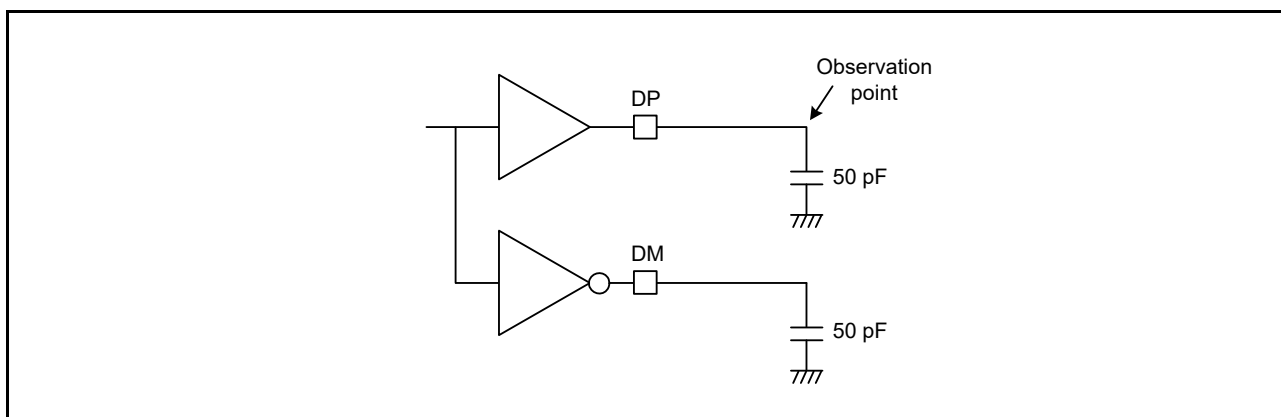 Observation
point
DP
50 pF
DM
50 pF